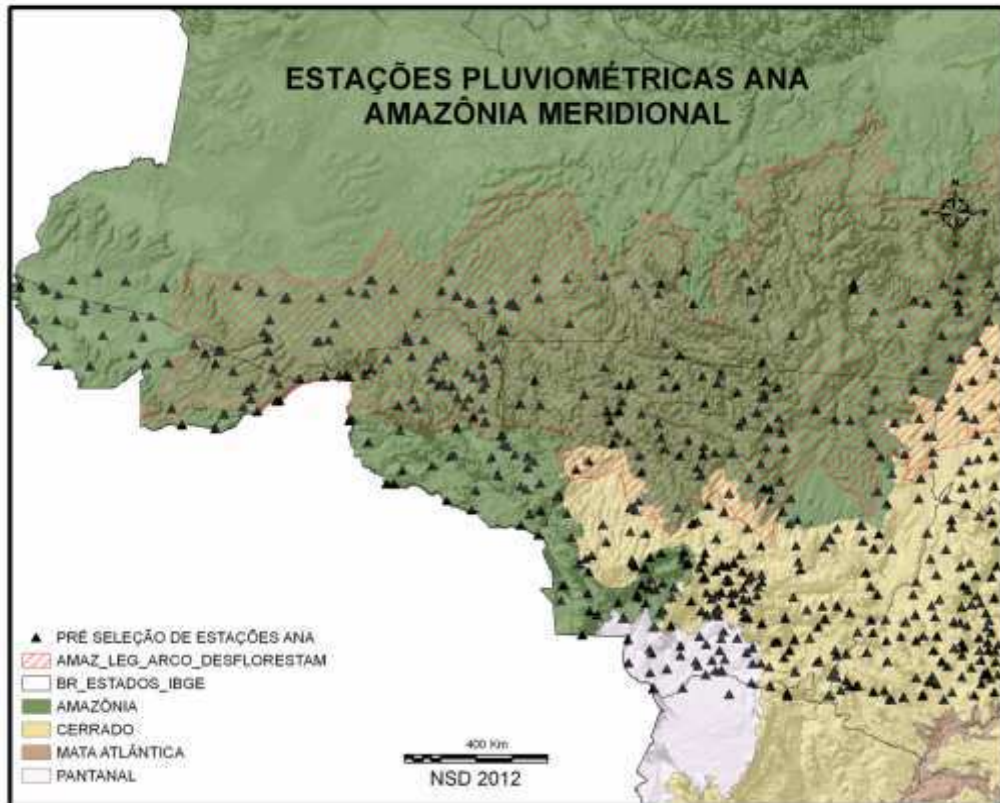 ESTAÇÕES PLUVIOMÉTRICAS ANA
AMAZÔNIA MERIDIONAL
N
PRÉ SELEÇÃO DE ESTAÇÕES ANA
AMAZ_LEG_ARCO_DESFLORESTAM
BR_ESTADOS_IBGE
AMAZÔNIA
CERRADO
MATA ATLÂNTICA
PANTANAL
400 Km
NSD 2012